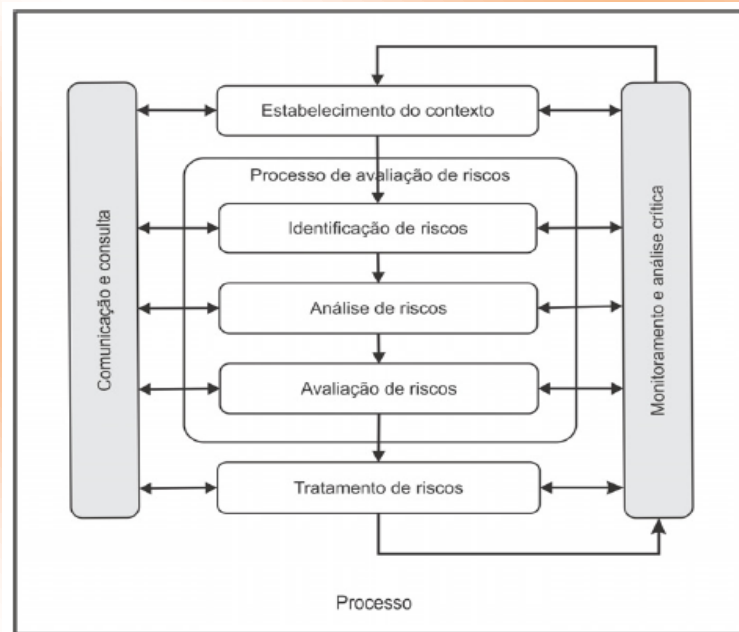 Estabelecimento do contexto
Processo de avaliação de riscos
Identificação de riscos
Análise de riscos
Avaliação de riscos
Tratamento de riscos
Comunicação e consulta
Monitoramento e análise crítica
Processo